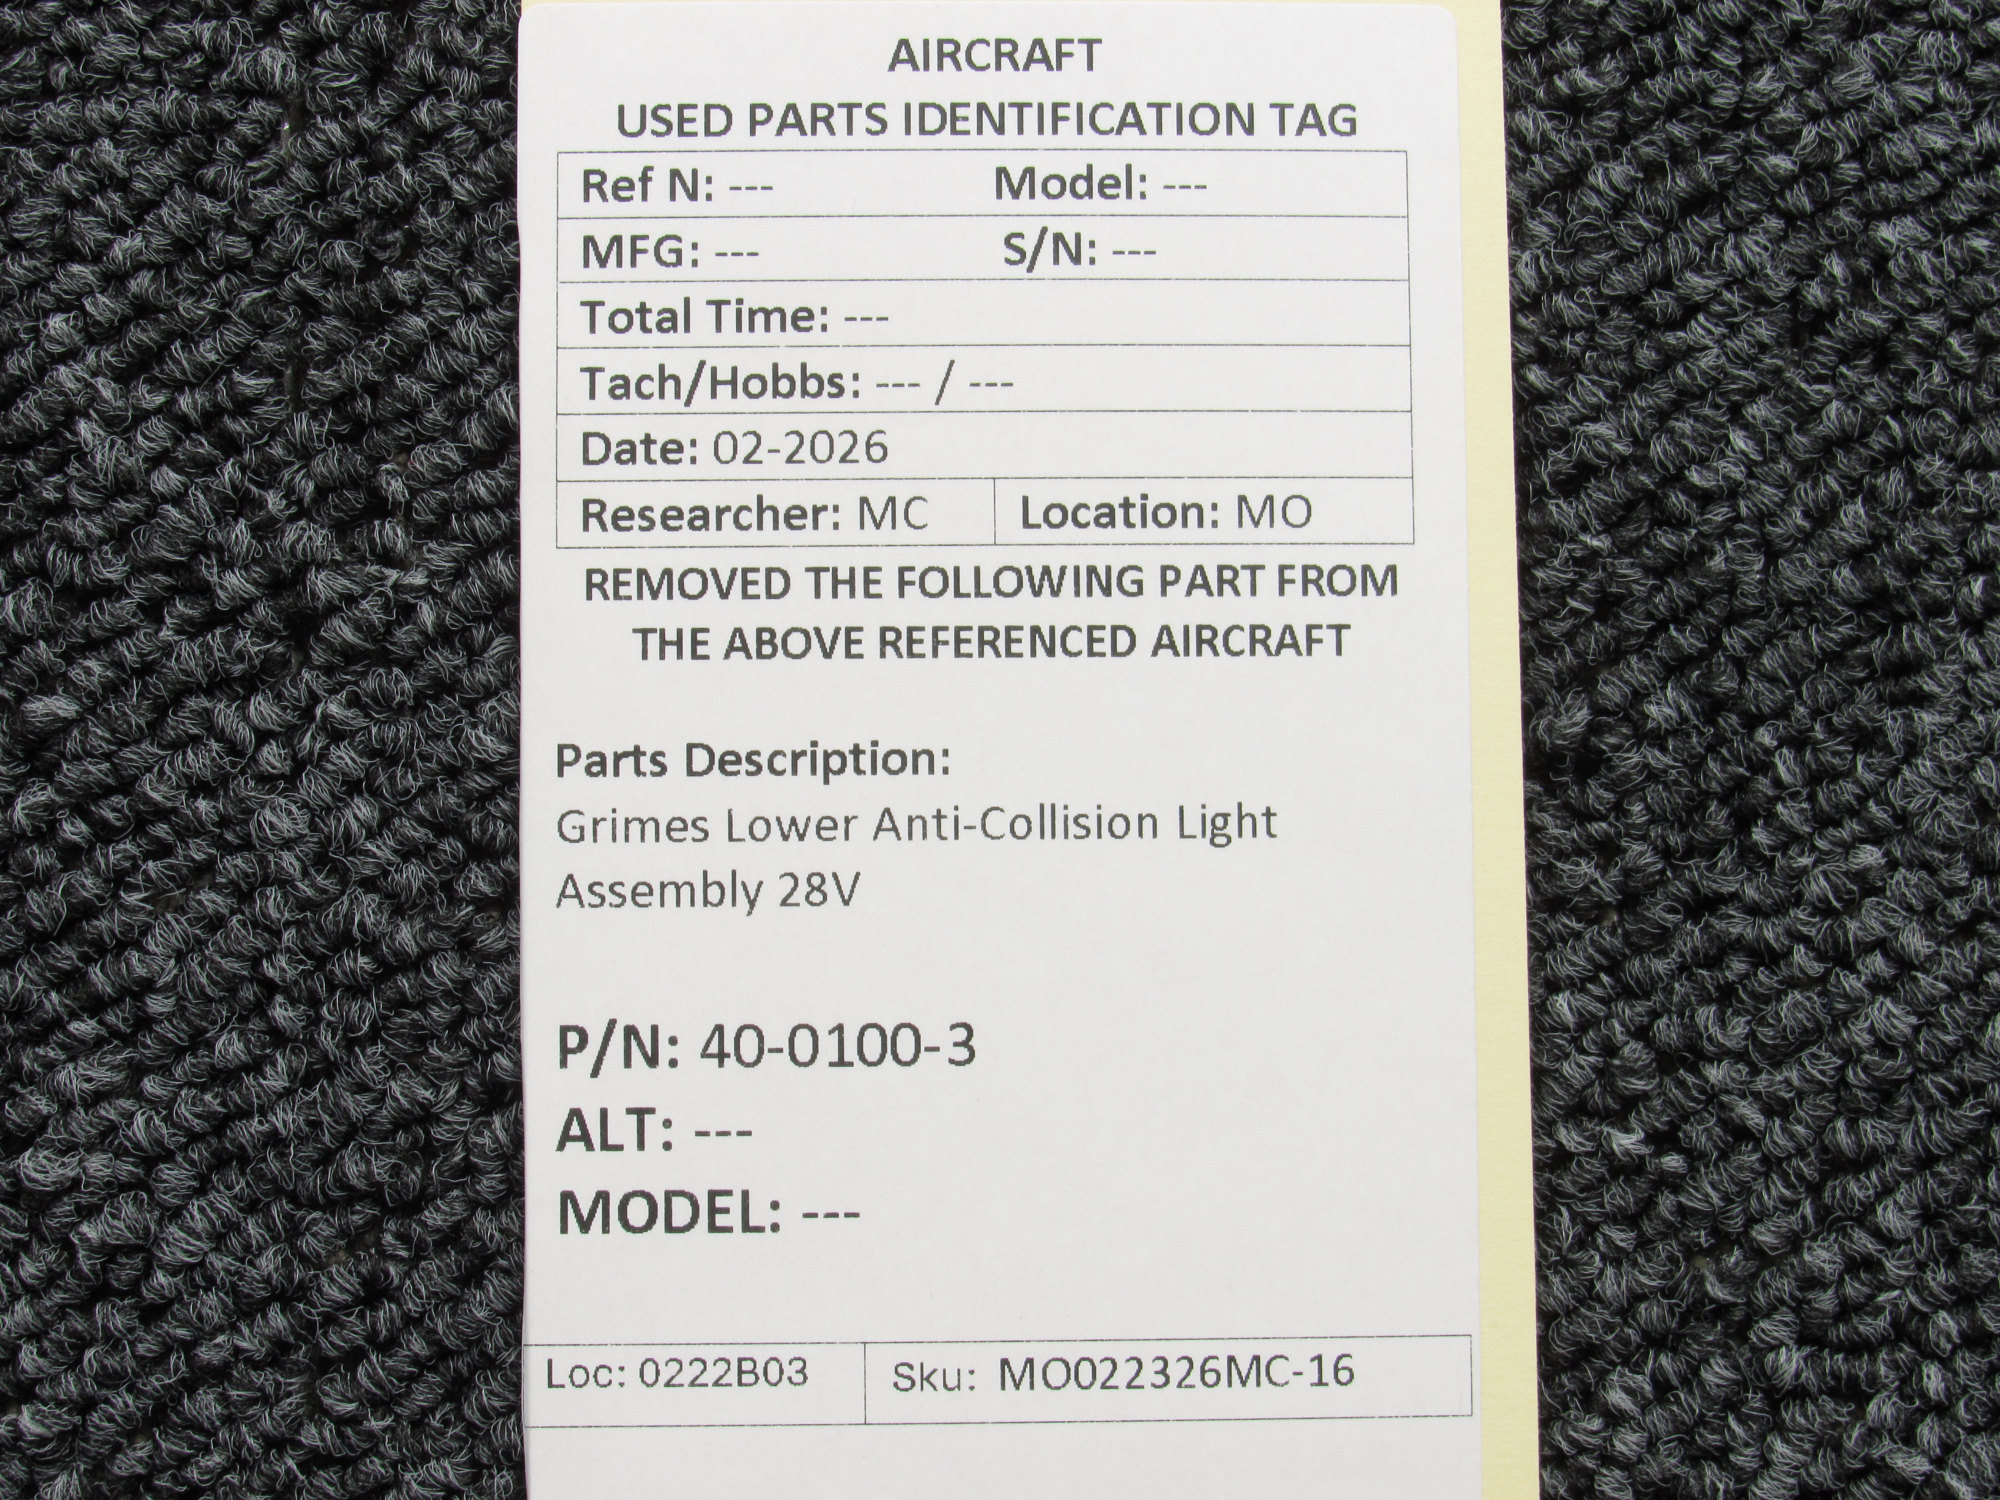 AIRCRAFT
USED PARTS IDENTIFICATION TAG
Ref N: --- Model: ---
MFG: --- S/N: ---
Total Time: ---
Tach/Hobbs: --- / ---
Date: 02-2026
Researcher: MC Location: MO
REMOVED THE FOLLOWING PART FROM
THE ABOVE REFERENCED AIRCRAFT
Parts Description:
Grimes Lower Anti-Collision Light
Assembly 28V
P/N: 40-0100-3
ALT: ---
MODEL: ---
Loc: 0222B03 Sku: MO022326MC-16